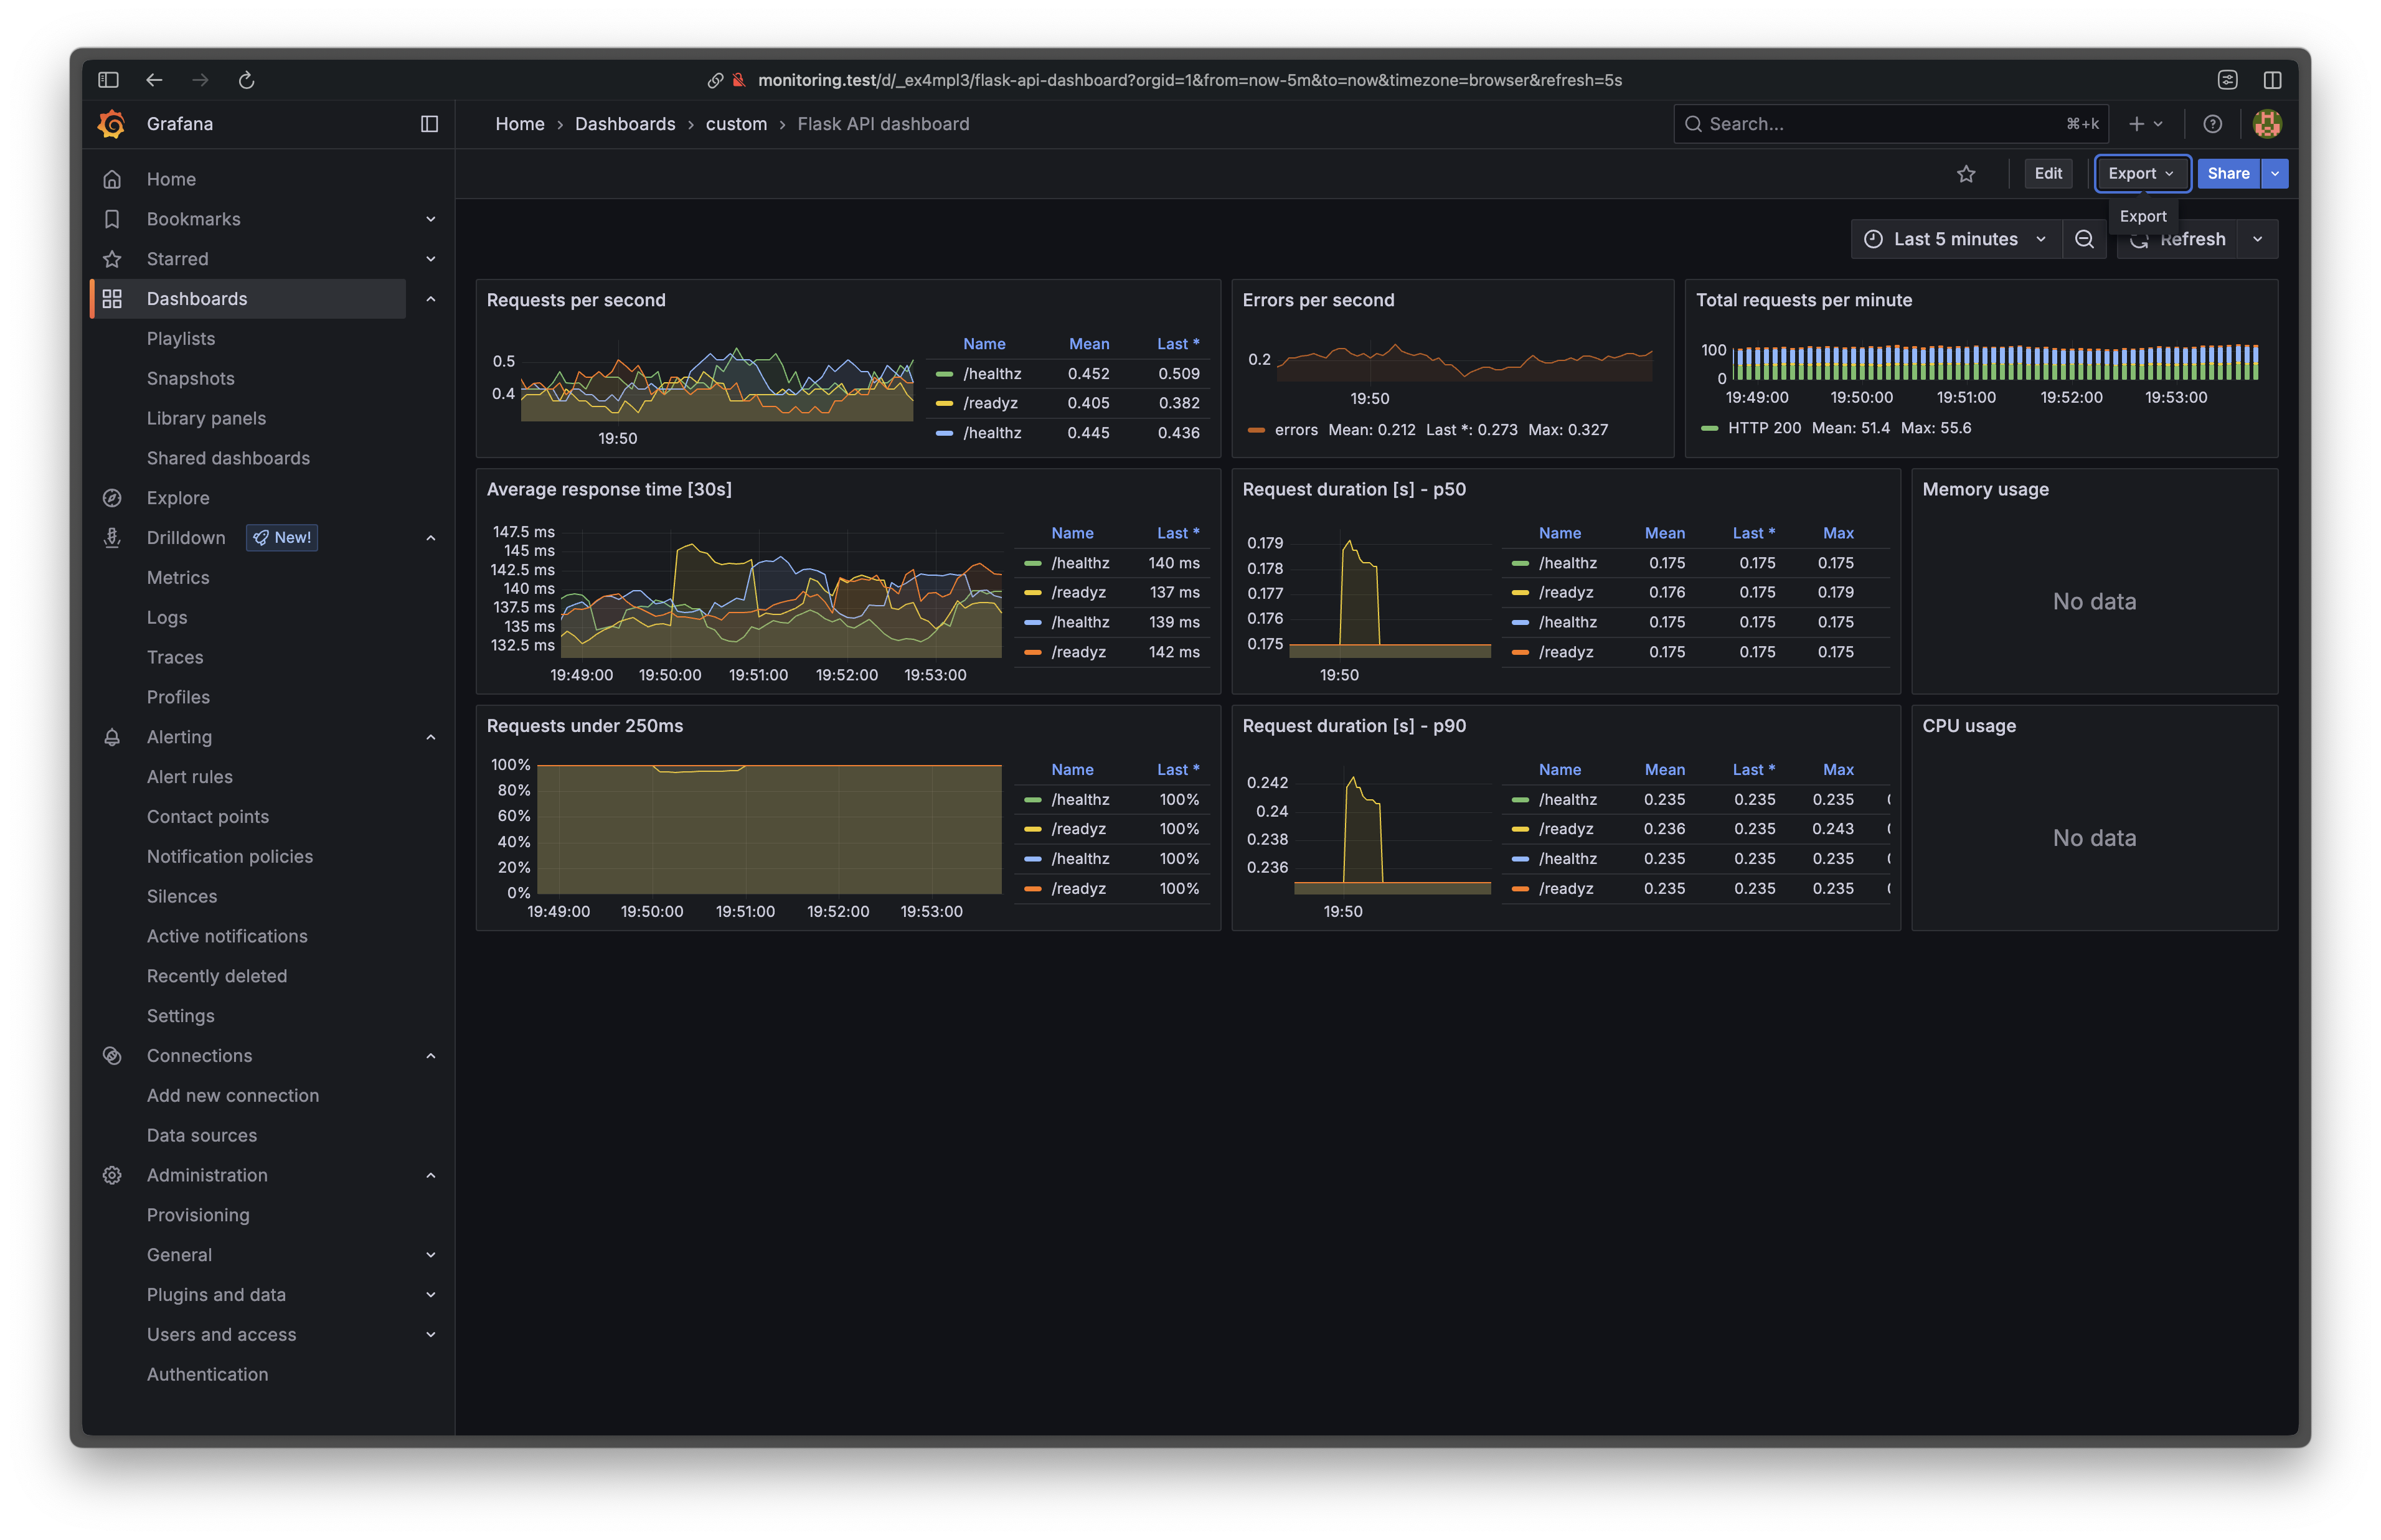 monitoring.test/d/_ex4mpl3/flask-api-dashboard?orgid=1&from=now-5m&to=now&timezone=browser&refresh=5s
Grafana
Home › Dashboards › custom › Flask API dashboard
Search...
⌘+k
Edit
Export
Share
Export
Last 5 minutes
Refresh
Home
Bookmarks
Starred
Dashboards
Playlists
Snapshots
Library panels
Shared dashboards
Explore
Drilldown New!
Metrics
Logs
Traces
Profiles
Alerting
Alert rules
Contact points
Notification policies
Silences
Active notifications
Recently deleted
Settings
Connections
Add new connection
Data sources
Administration
Provisioning
General
Plugins and data
Users and access
Authentication
Requests per second
0.5
0.4
19:50
Name Mean Last *
/healthz 0.452 0.509
/readyz 0.405 0.382
/healthz 0.445 0.436
Errors per second
0.2
19:50
errors Mean: 0.212 Last *: 0.273 Max: 0.327
Total requests per minute
100
0
19:49:00 19:50:00 19:51:00 19:52:00 19:53:00
HTTP 200 Mean: 51.4 Max: 55.6
Average response time [30s]
147.5 ms
145 ms
142.5 ms
140 ms
137.5 ms
135 ms
132.5 ms
19:49:00 19:50:00 19:51:00 19:52:00 19:53:00
Name Last *
/healthz 140 ms
/readyz 137 ms
/healthz 139 ms
/readyz 142 ms
Request duration [s] - p50
0.179
0.178
0.177
0.176
0.175
19:50
Name Mean Last * Max
/healthz 0.175 0.175 0.175
/readyz 0.176 0.175 0.179
/healthz 0.175 0.175 0.175
/readyz 0.175 0.175 0.175
Memory usage
No data
Requests under 250ms
100%
80%
60%
40%
20%
0%
19:49:00 19:50:00 19:51:00 19:52:00 19:53:00
Name Last *
/healthz 100%
/readyz 100%
/healthz 100%
/readyz 100%
Request duration [s] - p90
0.242
0.24
0.238
0.236
19:50
Name Mean Last * Max
/healthz 0.235 0.235 0.235
/readyz 0.236 0.235 0.243
/healthz 0.235 0.235 0.235
/readyz 0.235 0.235 0.235
CPU usage
No data